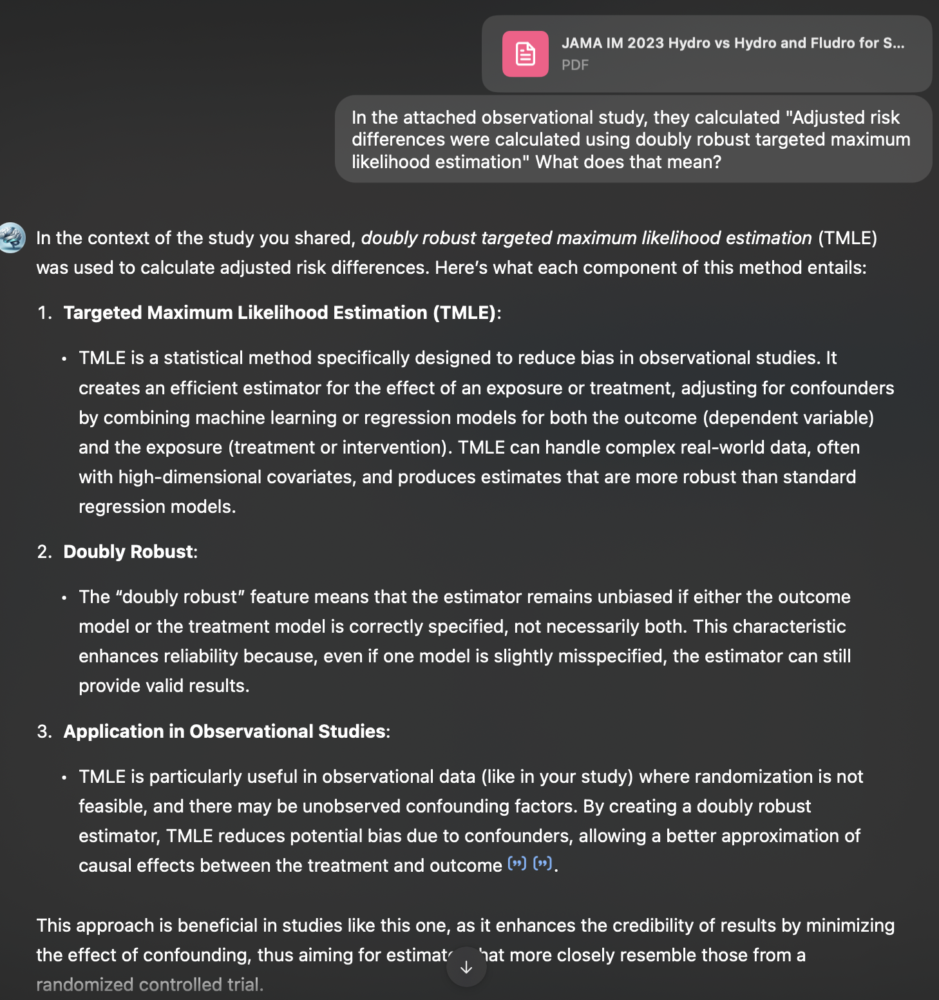 JAMA IM 2023 Hydro vs Hydro and Fludro for S...
PDF
In the attached observational study, they calculated "Adjusted risk
differences were calculated using doubly robust targeted maximum
likelihood estimation" What does that mean?
In the context of the study you shared, doubly robust targeted maximum likelihood estimation (TMLE)
was used to calculate adjusted risk differences. Here’s what each component of this method entails:
1. Targeted Maximum Likelihood Estimation (TMLE):
• TMLE is a statistical method specifically designed to reduce bias in observational studies. It
creates an efficient estimator for the effect of an exposure or treatment, adjusting for confounders
by combining machine learning or regression models for both the outcome (dependent variable)
and the exposure (treatment or intervention). TMLE can handle complex real-world data, often
with high-dimensional covariates, and produces estimates that are more robust than standard
regression models.
2. Doubly Robust:
• The “doubly robust” feature means that the estimator remains unbiased if either the outcome
model or the treatment model is correctly specified, not necessarily both. This characteristic
enhances reliability because, even if one model is slightly misspecified, the estimator can still
provide valid results.
3. Application in Observational Studies:
• TMLE is particularly useful in observational data (like in your study) where randomization is not
feasible, and there may be unobserved confounding factors. By creating a doubly robust
estimator, TMLE reduces potential bias due to confounders, allowing a better approximation of
causal effects between the treatment and outcome [”] [”].
This approach is beneficial in studies like this one, as it enhances the credibility of results by minimizing
the effect of confounding, thus aiming for more closely resemble those from a
randomized controlled trial.